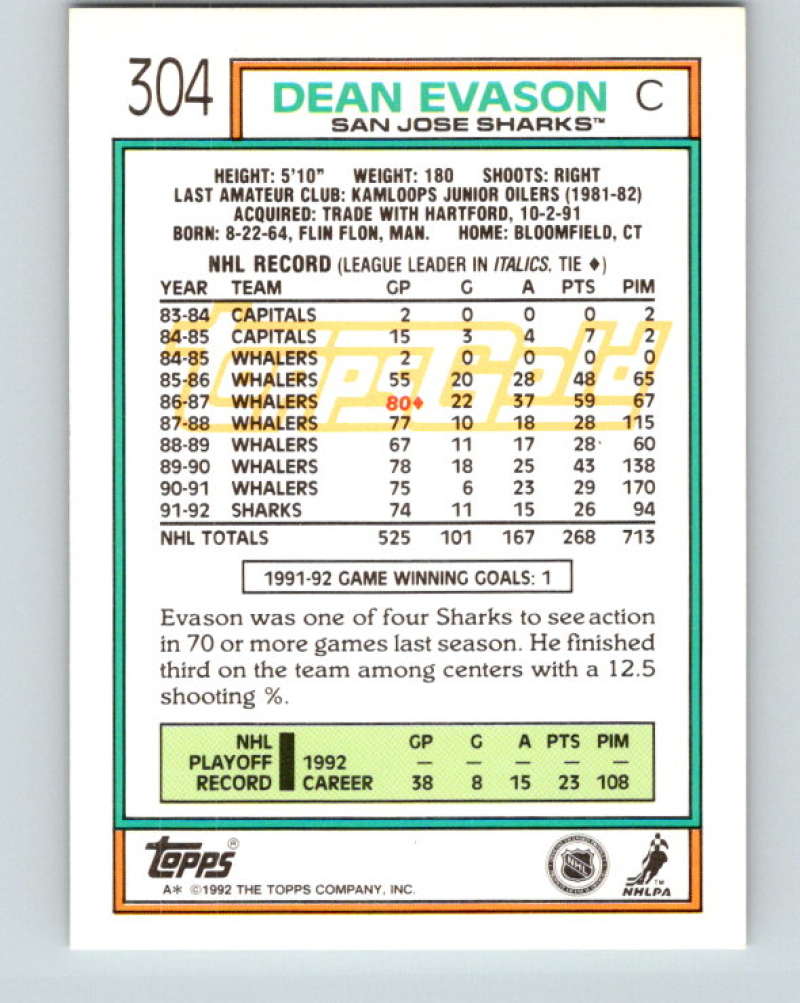 304
DEAN EVASON C
SAN JOSE SHARKS™
HEIGHT: 5'10" WEIGHT: 180 SHOOTS: RIGHT
LAST AMATEUR CLUB: KAMLOOPS JUNIOR OILERS (1981-82)
ACQUIRED: TRADE WITH HARTFORD, 10-2-91
BORN: 8-22-64, FLIN FLON, MAN. HOME: BLOOMFIELD, CT
NHL RECORD (LEAGUE LEADER IN ITALICS, TIE ♦)
YEAR TEAM GP G A PTS PIM
83-84 CAPITALS 2 0 0 0 2
84-85 CAPITALS 15 3 4 7 2
84-85 WHALERS 2 0 0 0 0
85-86 WHALERS 55 20 28 48 65
86-87 WHALERS 80♦ 22 37 59 67
87-88 WHALERS 77 10 18 28 115
88-89 WHALERS 67 11 17 28 60
89-90 WHALERS 78 18 25 43 138
90-91 WHALERS 75 6 23 29 170
91-92 SHARKS 74 11 15 26 94
NHL TOTALS 525 101 167 268 713
ToppsGold
1991-92 GAME WINNING GOALS: 1
Evason was one of four Sharks to see action
in 70 or more games last season. He finished
third on the team among centers with a 12.5
shooting %.
NHL GP G A PTS PIM
PLAYOFF 1992 — — — — —
RECORD CAREER 38 8 15 23 108
TOPPS®
A* ©1992 THE TOPPS COMPANY, INC.
NHL
™
NHLPA